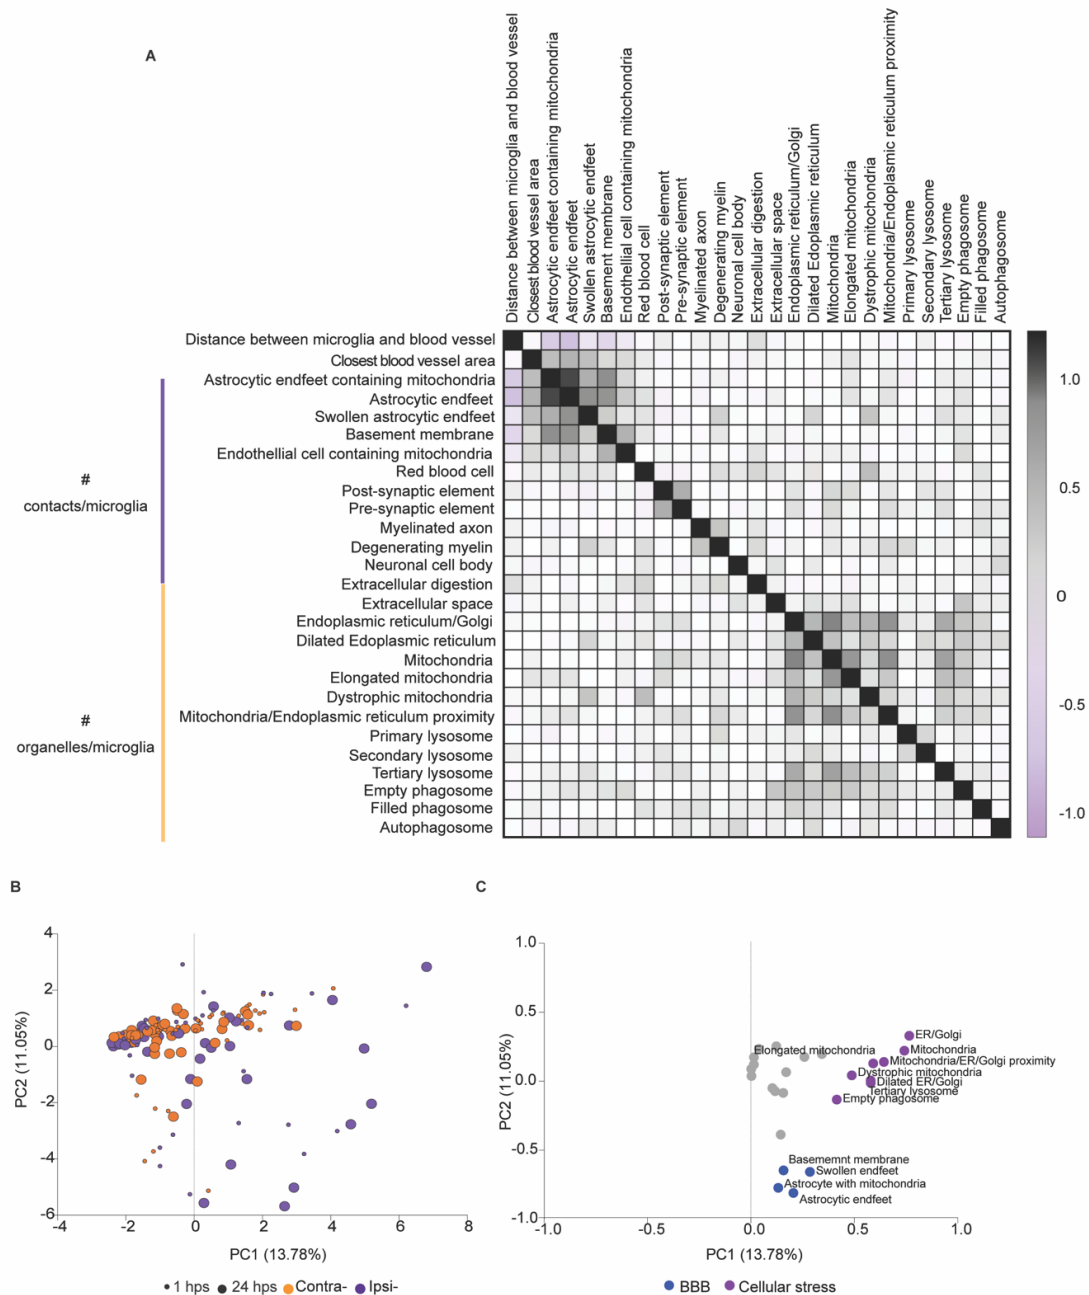 A
Distance between microglia and blood vessel
Closest blood vessel area
Astrocytic endfeet containing mitochondria
Astrocytic endfeet
Swollen astrocytic endfeet
Basement membrane
Endothellial cell containing mitochondria
Red blood cell
Post-synaptic element
Pre-synaptic element
Myelinated axon
Degenerating myelin
Neuronal cell body
Extracellular digestion
Extracellular space
Endoplasmic reticulum/Golgi
Dilated Edoplasmic reticulum
Mitochondria
Elongated mitochondria
Dystrophic mitochondria
Mitochondria/Endoplasmic reticulum proximity
Primary lysosome
Secondary lysosome
Tertiary lysosome
Empty phagosome
Filled phagosome
Autophagosome
Distance between microglia and blood vessel
Closest blood vessel area
Astrocytic endfeet containing mitochondria
Astrocytic endfeet
Swollen astrocytic endfeet
Basement membrane
Endothellial cell containing mitochondria
Red blood cell
Post-synaptic element
Pre-synaptic element
Myelinated axon
Degenerating myelin
Neuronal cell body
Extracellular digestion
Extracellular space
Endoplasmic reticulum/Golgi
Dilated Edoplasmic reticulum
Mitochondria
Elongated mitochondria
Dystrophic mitochondria
Mitochondria/Endoplasmic reticulum proximity
Primary lysosome
Secondary lysosome
Tertiary lysosome
Empty phagosome
Filled phagosome
Autophagosome
#
contacts/microglia
#
organelles/microglia
1.0
0.5
0
-0.5
-1.0
B
4
2
0
-2
-4
-6
PC2 (11.05%)
-4
-2
0
2
4
6
8
PC1 (13.78%)
1 hps
24 hps
Contra-
Ipsi-
C
1.0
0.5
0.0
-0.5
-1.0
PC2 (11.05%)
ER/Golgi
Elongated mitochondria
Mitochondria
Mitochondria/ER/Golgi proximity
Dystrophic mitochondria
Dilated ER/Golgi
Tertiary lysosome
Empty phagosome
Basememnt membrane
Swollen endfeet
Astrocyte with mitochondria
Astrocytic endfeet
-1.0
-0.5
0.0
0.5
1.0
PC1 (13.78%)
BBB
Cellular stress